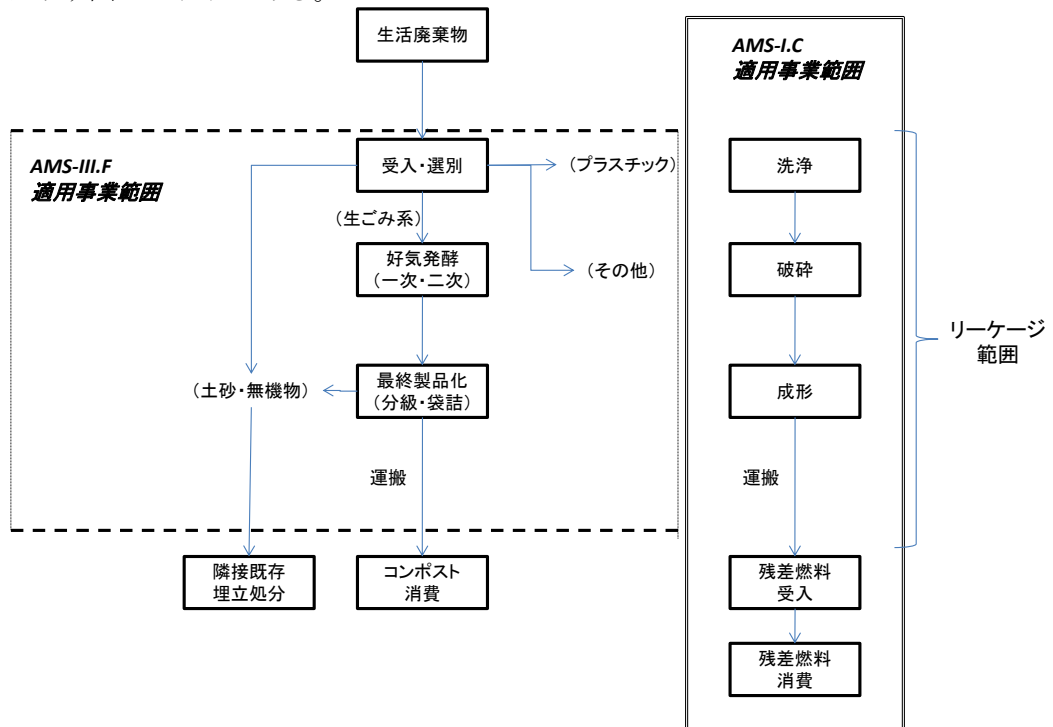 生活廃棄物
AMS-I.C
適用事業範囲
AMS-III.F
適用事業範囲
受入・選別
(プラスチック)
洗浄
(生ごみ系)
好気発酵
(一次・二次)
(その他)
破砕
リーケージ
範囲
(土砂・無機物)
最終製品化
(分級・袋詰)
成形
運搬
運搬
隣接既存
埋立処分
コンポスト
消費
残差燃料
受入
残差燃料
消費